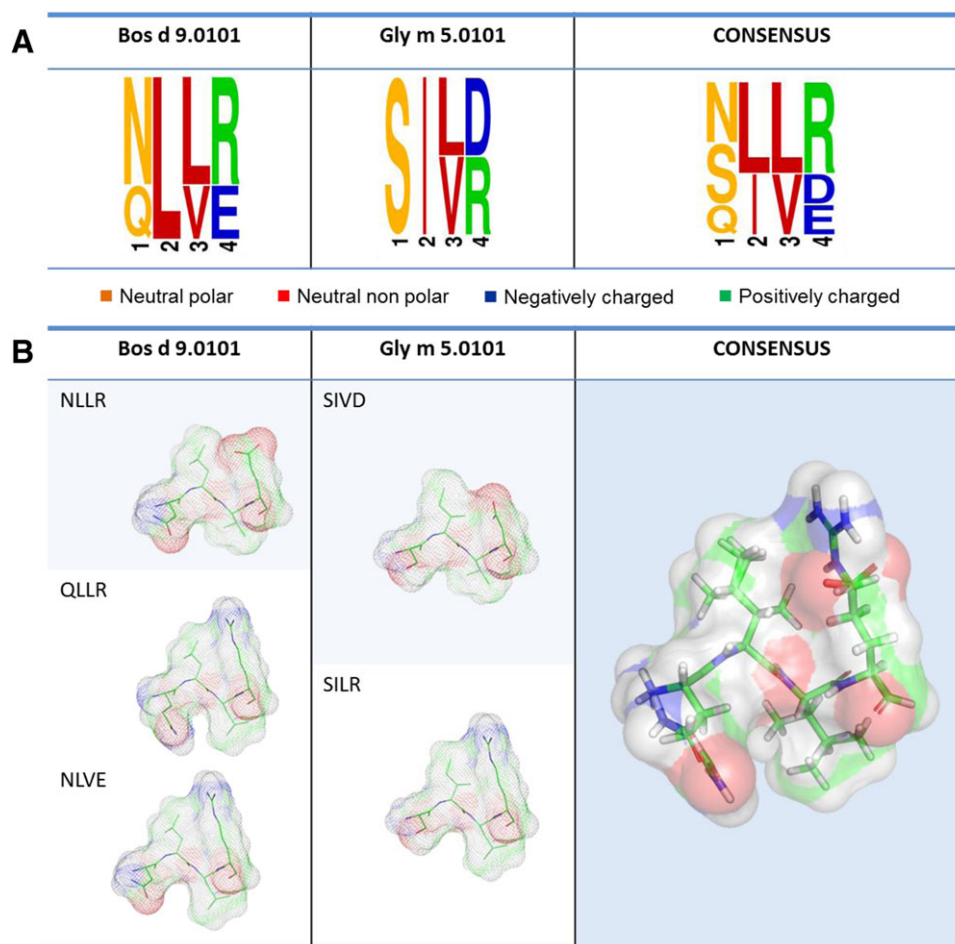 A
Bos d 9.0101 Gly m 5.0101 CONSENSUS
N L L R S I L D N L L R
Q V E V R S I V D
Q E
1 2 3 4 1 2 3 4 1 2 3 4
Neutral polar Neutral non polar Negatively charged Positively charged
B
Bos d 9.0101 Gly m 5.0101 CONSENSUS
NLLR SIVD
QLLR
SILR
NLVE